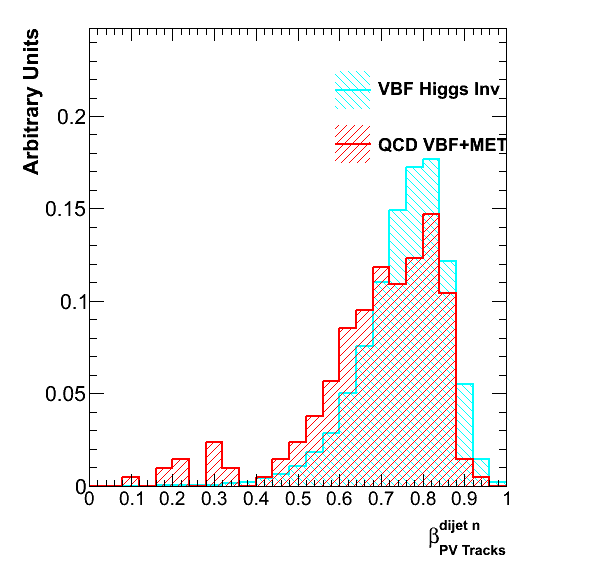 Arbitrary Units
VBF Higgs Inv
QCD VBF+MET
0.2
0.15
0.1
0.05
0
0 0.1 0.2 0.3 0.4 0.5 0.6 0.7 0.8 0.9 1
β dijet n
PV Tracks